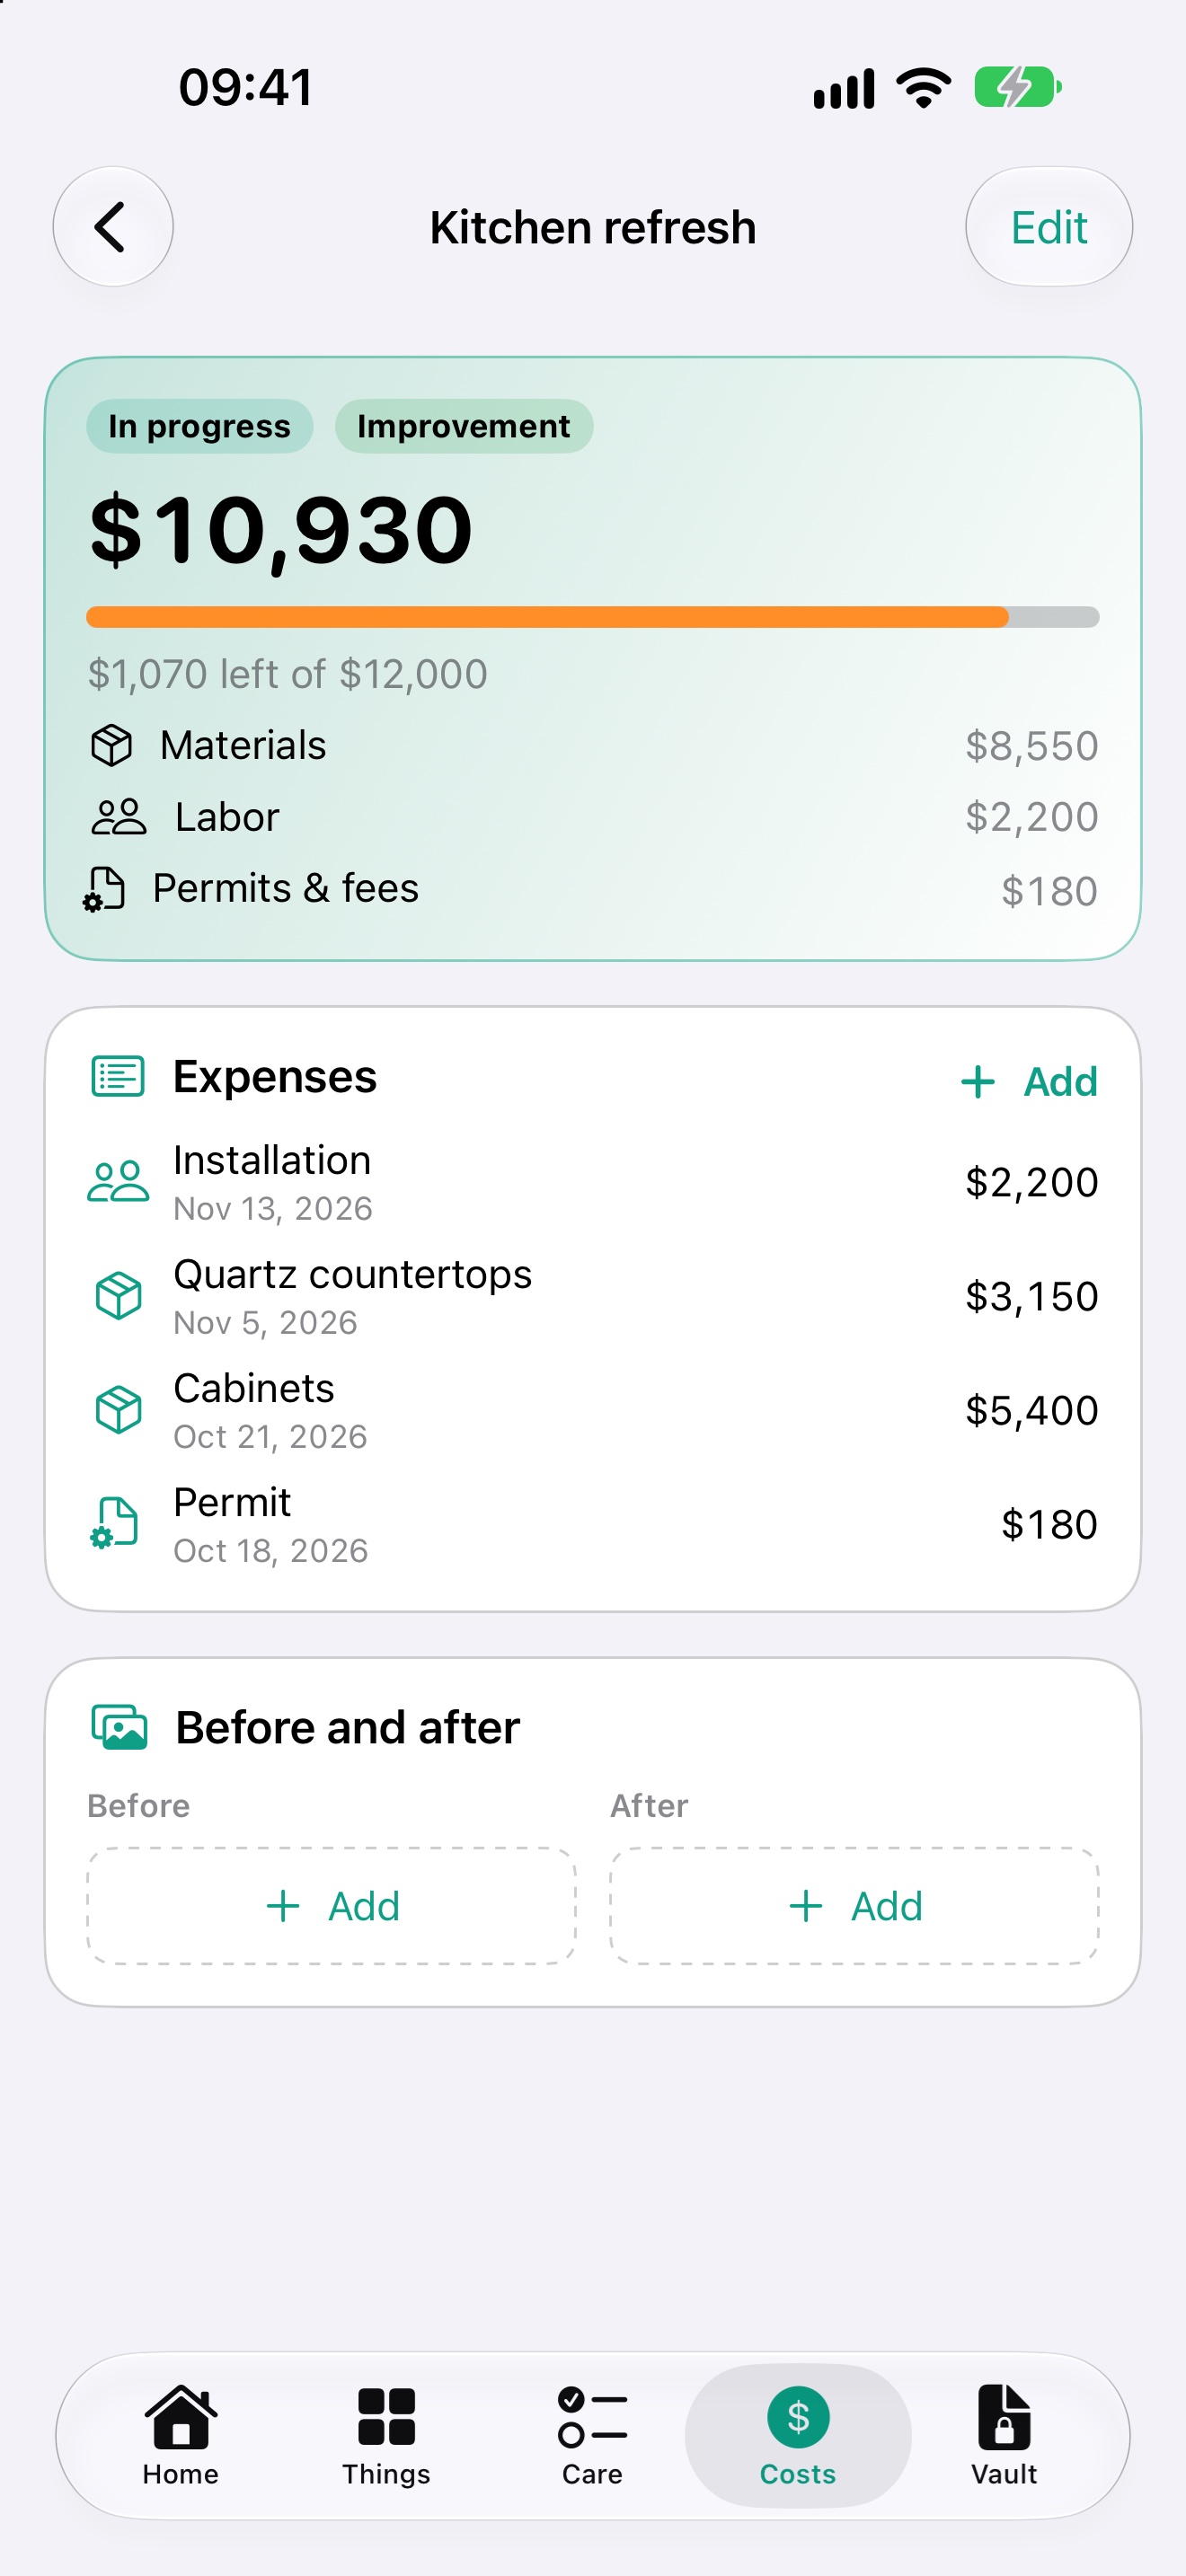 09:41
Kitchen refresh
Edit
In progress
Improvement
$10,930
$1,070 left of $12,000
Materials $8,550
Labor $2,200
Permits & fees $180
Expenses + Add
Installation
Nov 13, 2026
$2,200
Quartz countertops
Nov 5, 2026
$3,150
Cabinets
Oct 21, 2026
$5,400
Permit
Oct 18, 2026
$180
Before and after
Before After
+ Add + Add
$
Home Things Care Costs Vault